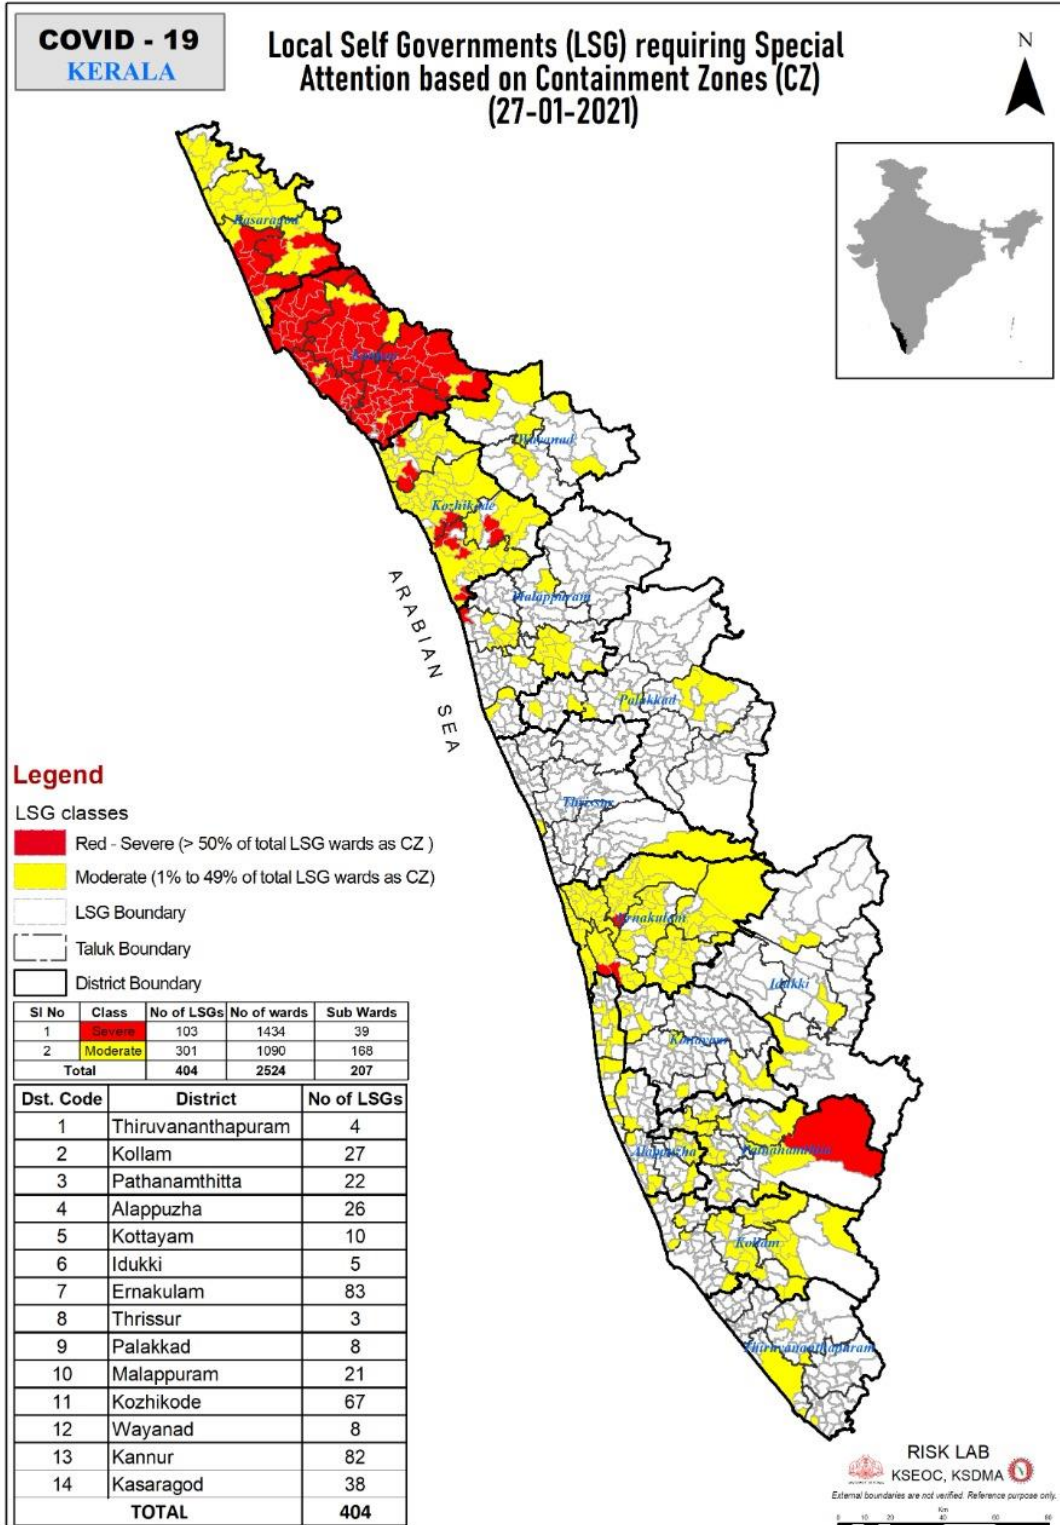 COVID - 19
KERALA
Local Self Governments (LSG) requiring Special
Attention based on Containment Zones (CZ)
(27-01-2021)
N
Kasaragod
Kannur
Wayanad
Kozhikode
Malappuram
ARABIAN SEA
Palakkad
Thrissur
Ernakulam
Idukki
Kottayam
Alappuzha
Pathanamthitta
Kollam
Thiruvananthapuram
Legend
LSG classes
Red - Severe (> 50% of total LSG wards as CZ )
Moderate (1% to 49% of total LSG wards as CZ)
LSG Boundary
Taluk Boundary
District Boundary
Sl No Class No of LSGs No of wards Sub Wards
1 Severe 103 1434 39
2 Moderate 301 1090 168
Total 404 2524 207
Dst. Code District No of LSGs
1 Thiruvananthapuram 4
2 Kollam 27
3 Pathanamthitta 22
4 Alappuzha 26
5 Kottayam 10
6 Idukki 5
7 Ernakulam 83
8 Thrissur 3
9 Palakkad 8
10 Malappuram 21
11 Kozhikode 67
12 Wayanad 8
13 Kannur 82
14 Kasaragod 38
TOTAL 404
RISK LAB
KSEOC, KSDMA
External boundaries are not verified. Reference purpose only.
Km
0 10 20 40 60 80